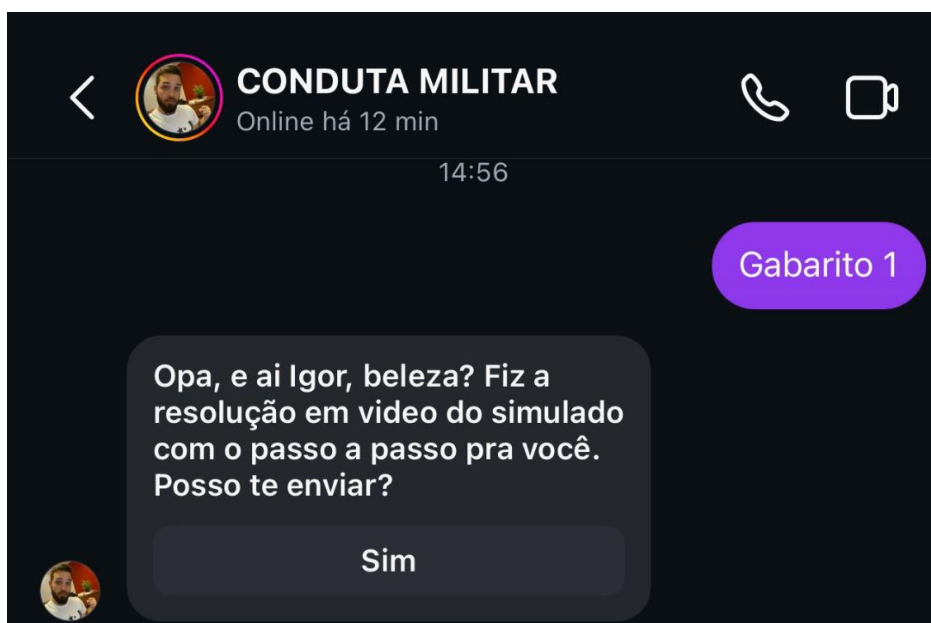 CONDUTA MILITAR
Online há 12 min
14:56
Gabarito 1
Opa, e ai Igor, beleza? Fiz a
resolução em video do simulado
com o passo a passo pra você.
Posso te enviar?
Sim